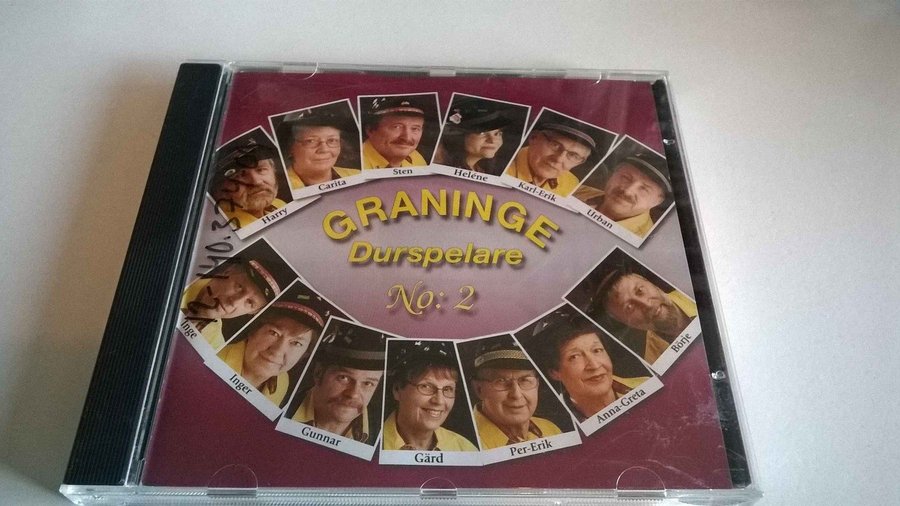 Harry
Carita
Sten
Heléne
Karl-Erik
Urban
GRANINGE
Durspelare
No: 2
Inge
Inger
Gunnar
Gärd
Per-Erik
Anna-Greta
Börje